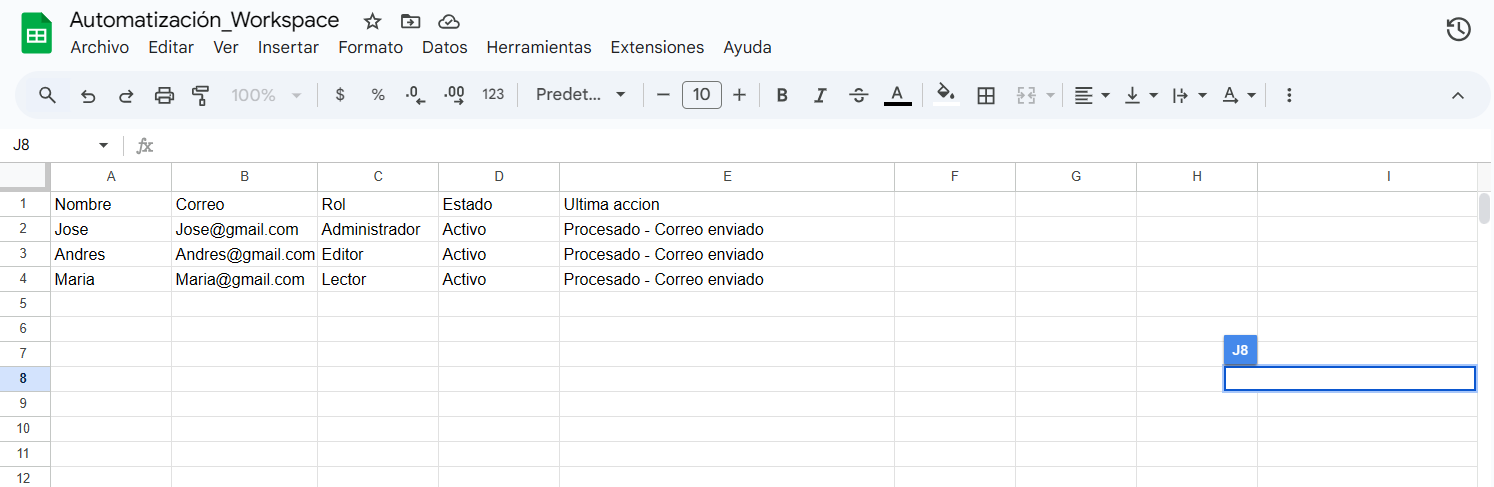 Automatización_Workspace
Archivo Editar Ver Insertar Formato Datos Herramientas Extensiones Ayuda
100% $ % .0 .00 123 Predet... 10 B I S A A
J8 fx
A B C D E F G H I
1 Nombre Correo Rol Estado Ultima accion
2 Jose Jose@gmail.com Administrador Activo Procesado - Correo enviado
3 Andres Andres@gmail.com Editor Activo Procesado - Correo enviado
4 Maria Maria@gmail.com Lector Activo Procesado - Correo enviado
5
6
7 J8
8
9
10
11
12